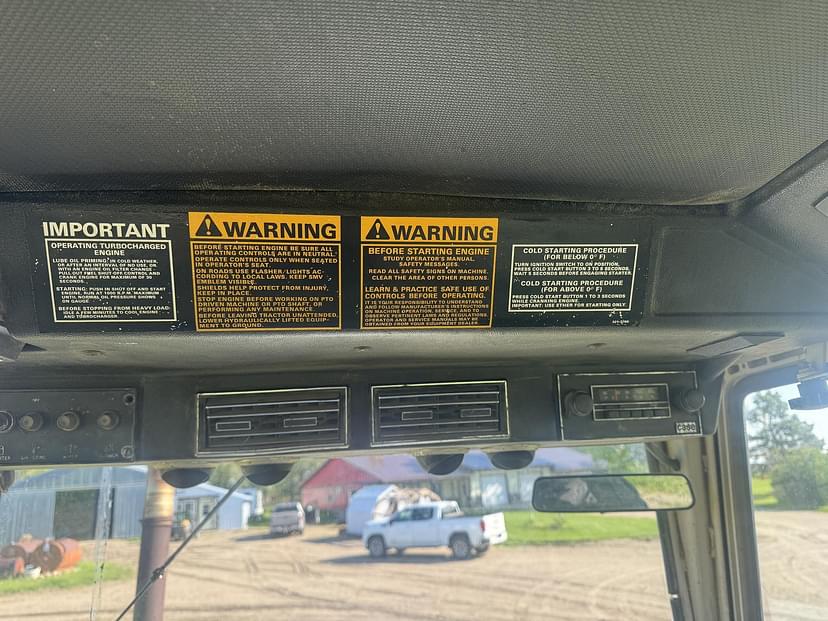 IMPORTANT
OPERATING TURBOCHARGED
ENGINE
LUBE OIL PRIMING: IN COLD WEATHER,
OR AFTER AN INTERVAL OF NO USE, OR
WITH AN ENGINE OIL FILTER CHANGE -
PULL OUT FUEL SHUT-OFF CONTROL AND
CRANK ENGINE FOR MAXIMUM OF 30
SECONDS.
STARTING: PUSH IN SHUT OFF AND START
ENGINE, RUN AT 1000 R.P.M. MAXIMUM
UNTIL NORMAL OIL PRESSURE SHOWS
ON GAUGE.
BEFORE STOPPING FROM HEAVY LOAD
IDLE A FEW MINUTES TO COOL ENGINE
AND TURBOCHARGER.
WARNING
BEFORE STARTING ENGINE BE SURE ALL
OPERATING CONTROLS ARE IN NEUTRAL.
OPERATE CONTROLS ONLY WHEN SEATED
IN OPERATOR'S SEAT.
ON ROADS USE FLASHER/LIGHTS AC-
CORDING TO LOCAL LAWS. KEEP SMV
EMBLEM VISIBLE.
SHIELDS HELP PROTECT FROM INJURY,
KEEP IN PLACE.
STOP ENGINE BEFORE WORKING ON PTO
DRIVEN MACHINE OR PTO SHAFT, OR
PERFORMING ANY MAINTENANCE.
BEFORE LEAVING TRACTOR UNATTENDED,
LOWER HYDRAULICALLY LIFTED EQUIP-
MENT TO GROUND.
WARNING
BEFORE STARTING ENGINE
STUDY OPERATOR'S MANUAL
SAFETY MESSAGES.
READ ALL SAFETY SIGNS ON MACHINE.
CLEAR THE AREA OF OTHER PERSONS.
LEARN & PRACTICE SAFE USE OF
CONTROLS BEFORE OPERATING.
IT IS YOUR RESPONSIBILITY TO UNDERSTAND
AND FOLLOW MANUFACTURERS INSTRUCTIONS
ON MACHINE OPERATION, SERVICE, AND TO
OBSERVE PERTINENT LAWS AND REGULATIONS.
OPERATOR'S AND SERVICE MANUALS MAY BE
OBTAINED FROM YOUR EQUIPMENT DEALER.
COLD STARTING PROCEDURE
(FOR BELOW 0° F)
TURN IGNITION SWITCH TO ON POSITION.
PRESS COLD START BUTTON 3 TO 5 SECONDS,
WAIT 5 SECONDS BEFORE ENGAGING STARTER.
COLD STARTING PROCEDURE
(FOR ABOVE 0° F)
PRESS COLD START BUTTON 1 TO 3 SECONDS
WHILE CRANKING ENGINE.
IMPORTANT: USE ETHER FOR STARTING ONLY.